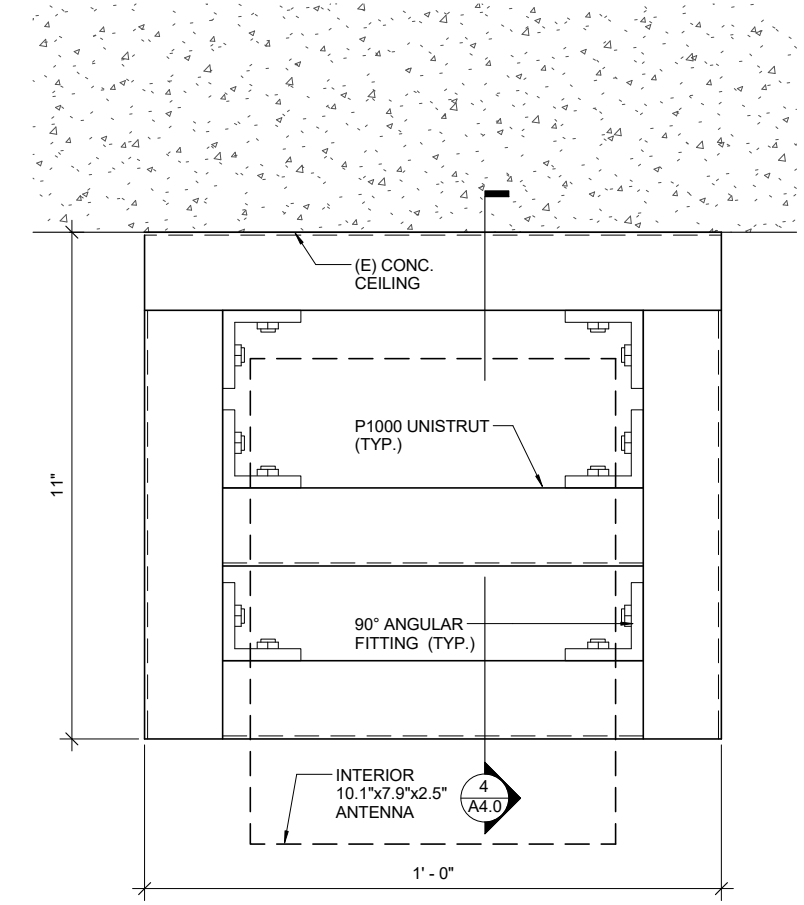 (E) CONC.
CEILING
P1000 UNISTRUT
(TYP.)
11"
90° ANGULAR
FITTING (TYP.)
INTERIOR
10.1"x7.9"x2.5"
ANTENNA
4
A4.0
1' - 0"